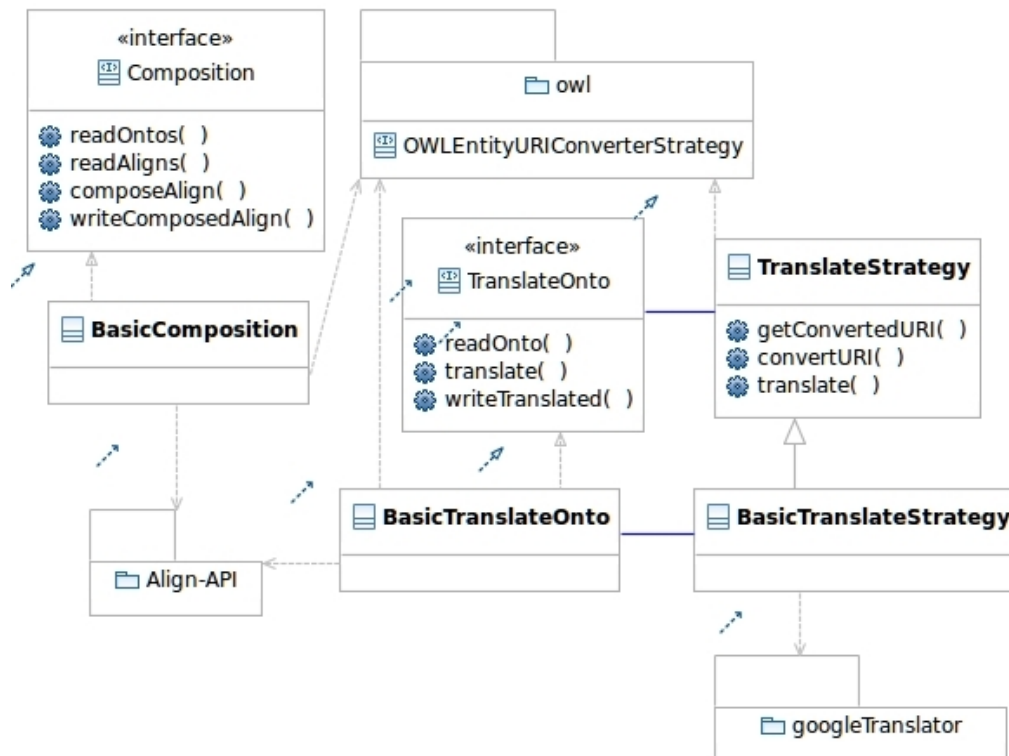 «interface»
Composition
readOntos( )
readAligns( )
composeAlign( )
writeComposedAlign( )
owl
OWLEntityURIConverterStrategy
«interface»
TranslateOnto
readOnto( )
translate( )
writeTranslated( )
TranslateStrategy
getConvertedURI( )
convertURI( )
translate( )
BasicComposition
BasicTranslateOnto
BasicTranslateStrategy
Align-API
googleTranslator